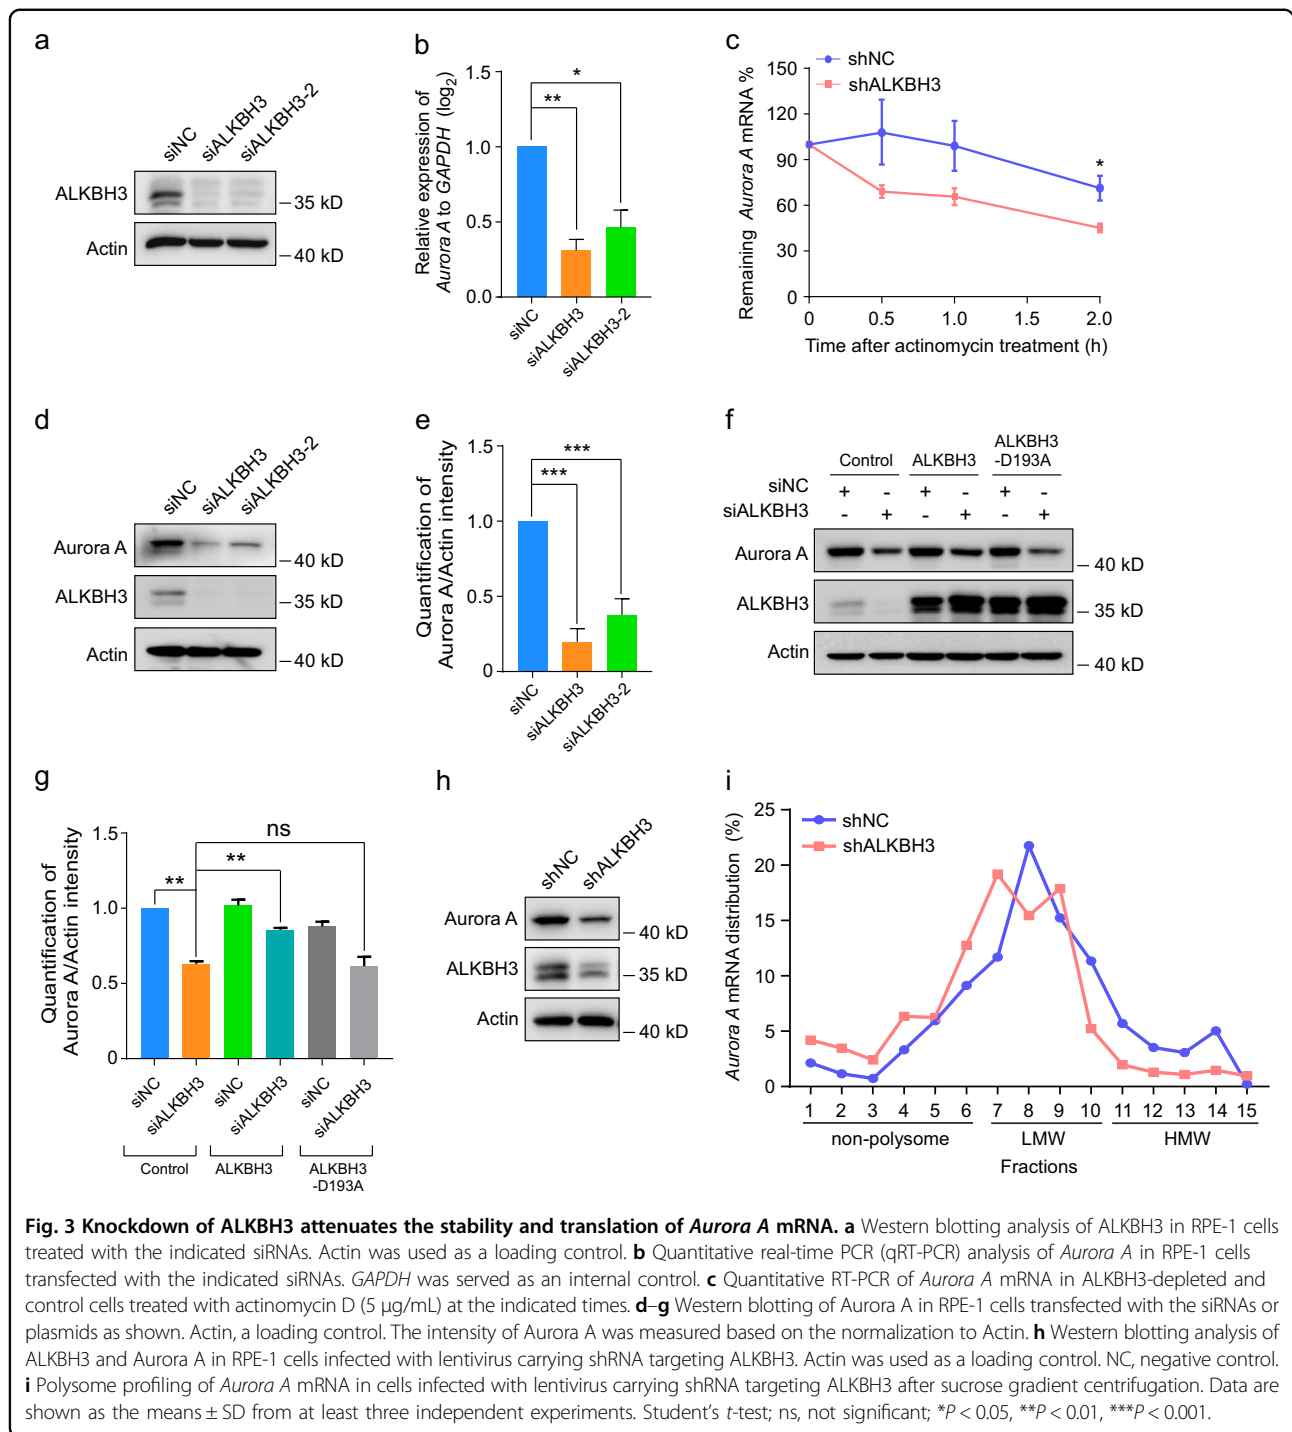 a
siNC
siALKBH3
siALKBH3-2
ALKBH3
35 kD
Actin
40 kD
b
Relative expression of
Aurora A to GAPDH (log2)
1.5
1.0
0.5
0.0
*
**
siNC
siALKBH3
siALKBH3-2
c
shNC
shALKBH3
Remaining Aurora A mRNA %
150
120
90
60
30
0
*
0
0.5
1.0
1.5
2.0
Time after actinomycin treatment (h)
d
siNC
siALKBH3
siALKBH3-2
Aurora A
40 kD
ALKBH3
35 kD
Actin
40 kD
e
Quantification of
Aurora A/Actin intensity
1.5
1.0
0.5
0
***
***
siNC
siALKBH3
siALKBH3-2
f
Control
ALKBH3
ALKBH3
-D193A
siNC + - + - + -
siALKBH3 - + - + - +
Aurora A
40 kD
ALKBH3
35 kD
Actin
40 kD
g
Quantification of
Aurora A/Actin intensity
1.5
1.0
0.5
0
ns
**
**
siNC
siALKBH3
siNC
siALKBH3
siNC
siALKBH3
Control
ALKBH3
ALKBH3
-D193A
h
shNC
shALKBH3
Aurora A
40 kD
ALKBH3
35 kD
Actin
40 kD
i
shNC
shALKBH3
Aurora A mRNA distribution (%)
25
20
15
10
5
0
1 2 3 4 5 6 7 8 9 10 11 12 13 14 15
non-polysome LMW HMW
Fractions
Fig. 3 Knockdown of ALKBH3 attenuates the stability and translation of Aurora A mRNA. a Western blotting analysis of ALKBH3 in RPE-1 cells
treated with the indicated siRNAs. Actin was used as a loading control. b Quantitative real-time PCR (qRT-PCR) analysis of Aurora A in RPE-1 cells
transfected with the indicated siRNAs. GAPDH was served as an internal control. c Quantitative RT-PCR of Aurora A mRNA in ALKBH3-depleted and
control cells treated with actinomycin D (5 μg/mL) at the indicated times. d–g Western blotting of Aurora A in RPE-1 cells transfected with the siRNAs or
plasmids as shown. Actin, a loading control. The intensity of Aurora A was measured based on the normalization to Actin. h Western blotting analysis of
ALKBH3 and Aurora A in RPE-1 cells infected with lentivirus carrying shRNA targeting ALKBH3. Actin was used as a loading control. NC, negative control.
i Polysome profiling of Aurora A mRNA in cells infected with lentivirus carrying shRNA targeting ALKBH3 after sucrose gradient centrifugation. Data are
shown as the means ± SD from at least three independent experiments. Student's t-test; ns, not significant; *P < 0.05, **P < 0.01, ***P < 0.001.